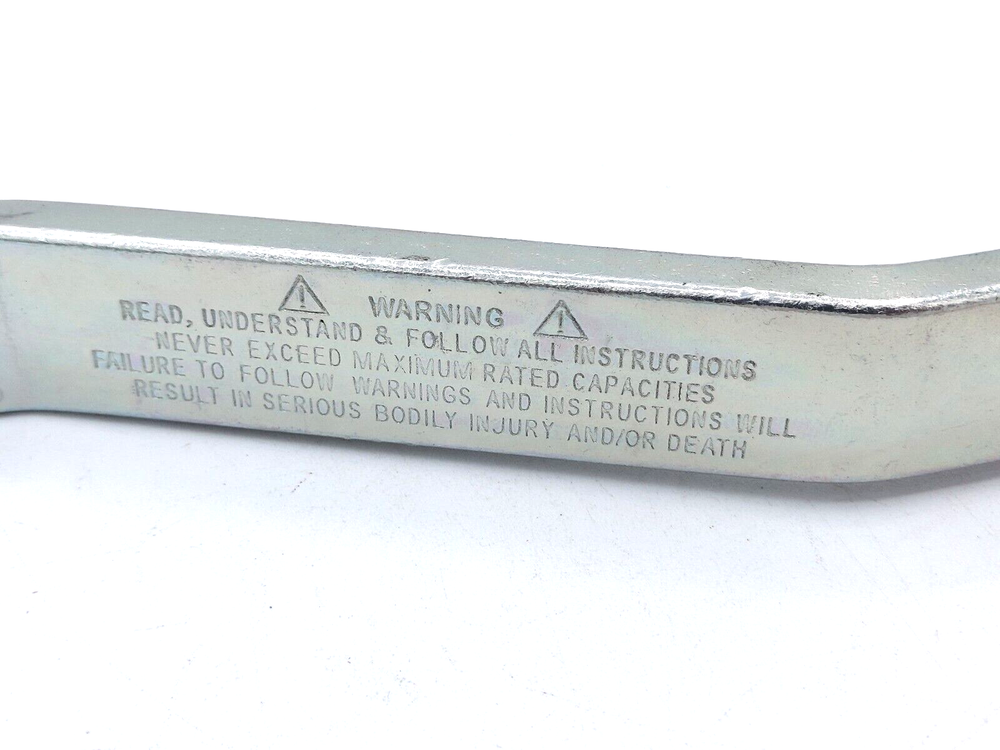 ⚠ WARNING ⚠
READ, UNDERSTAND & FOLLOW ALL INSTRUCTIONS
NEVER EXCEED MAXIMUM RATED CAPACITIES
FAILURE TO FOLLOW WARNINGS AND INSTRUCTIONS WILL
RESULT IN SERIOUS BODILY INJURY AND/OR DEATH